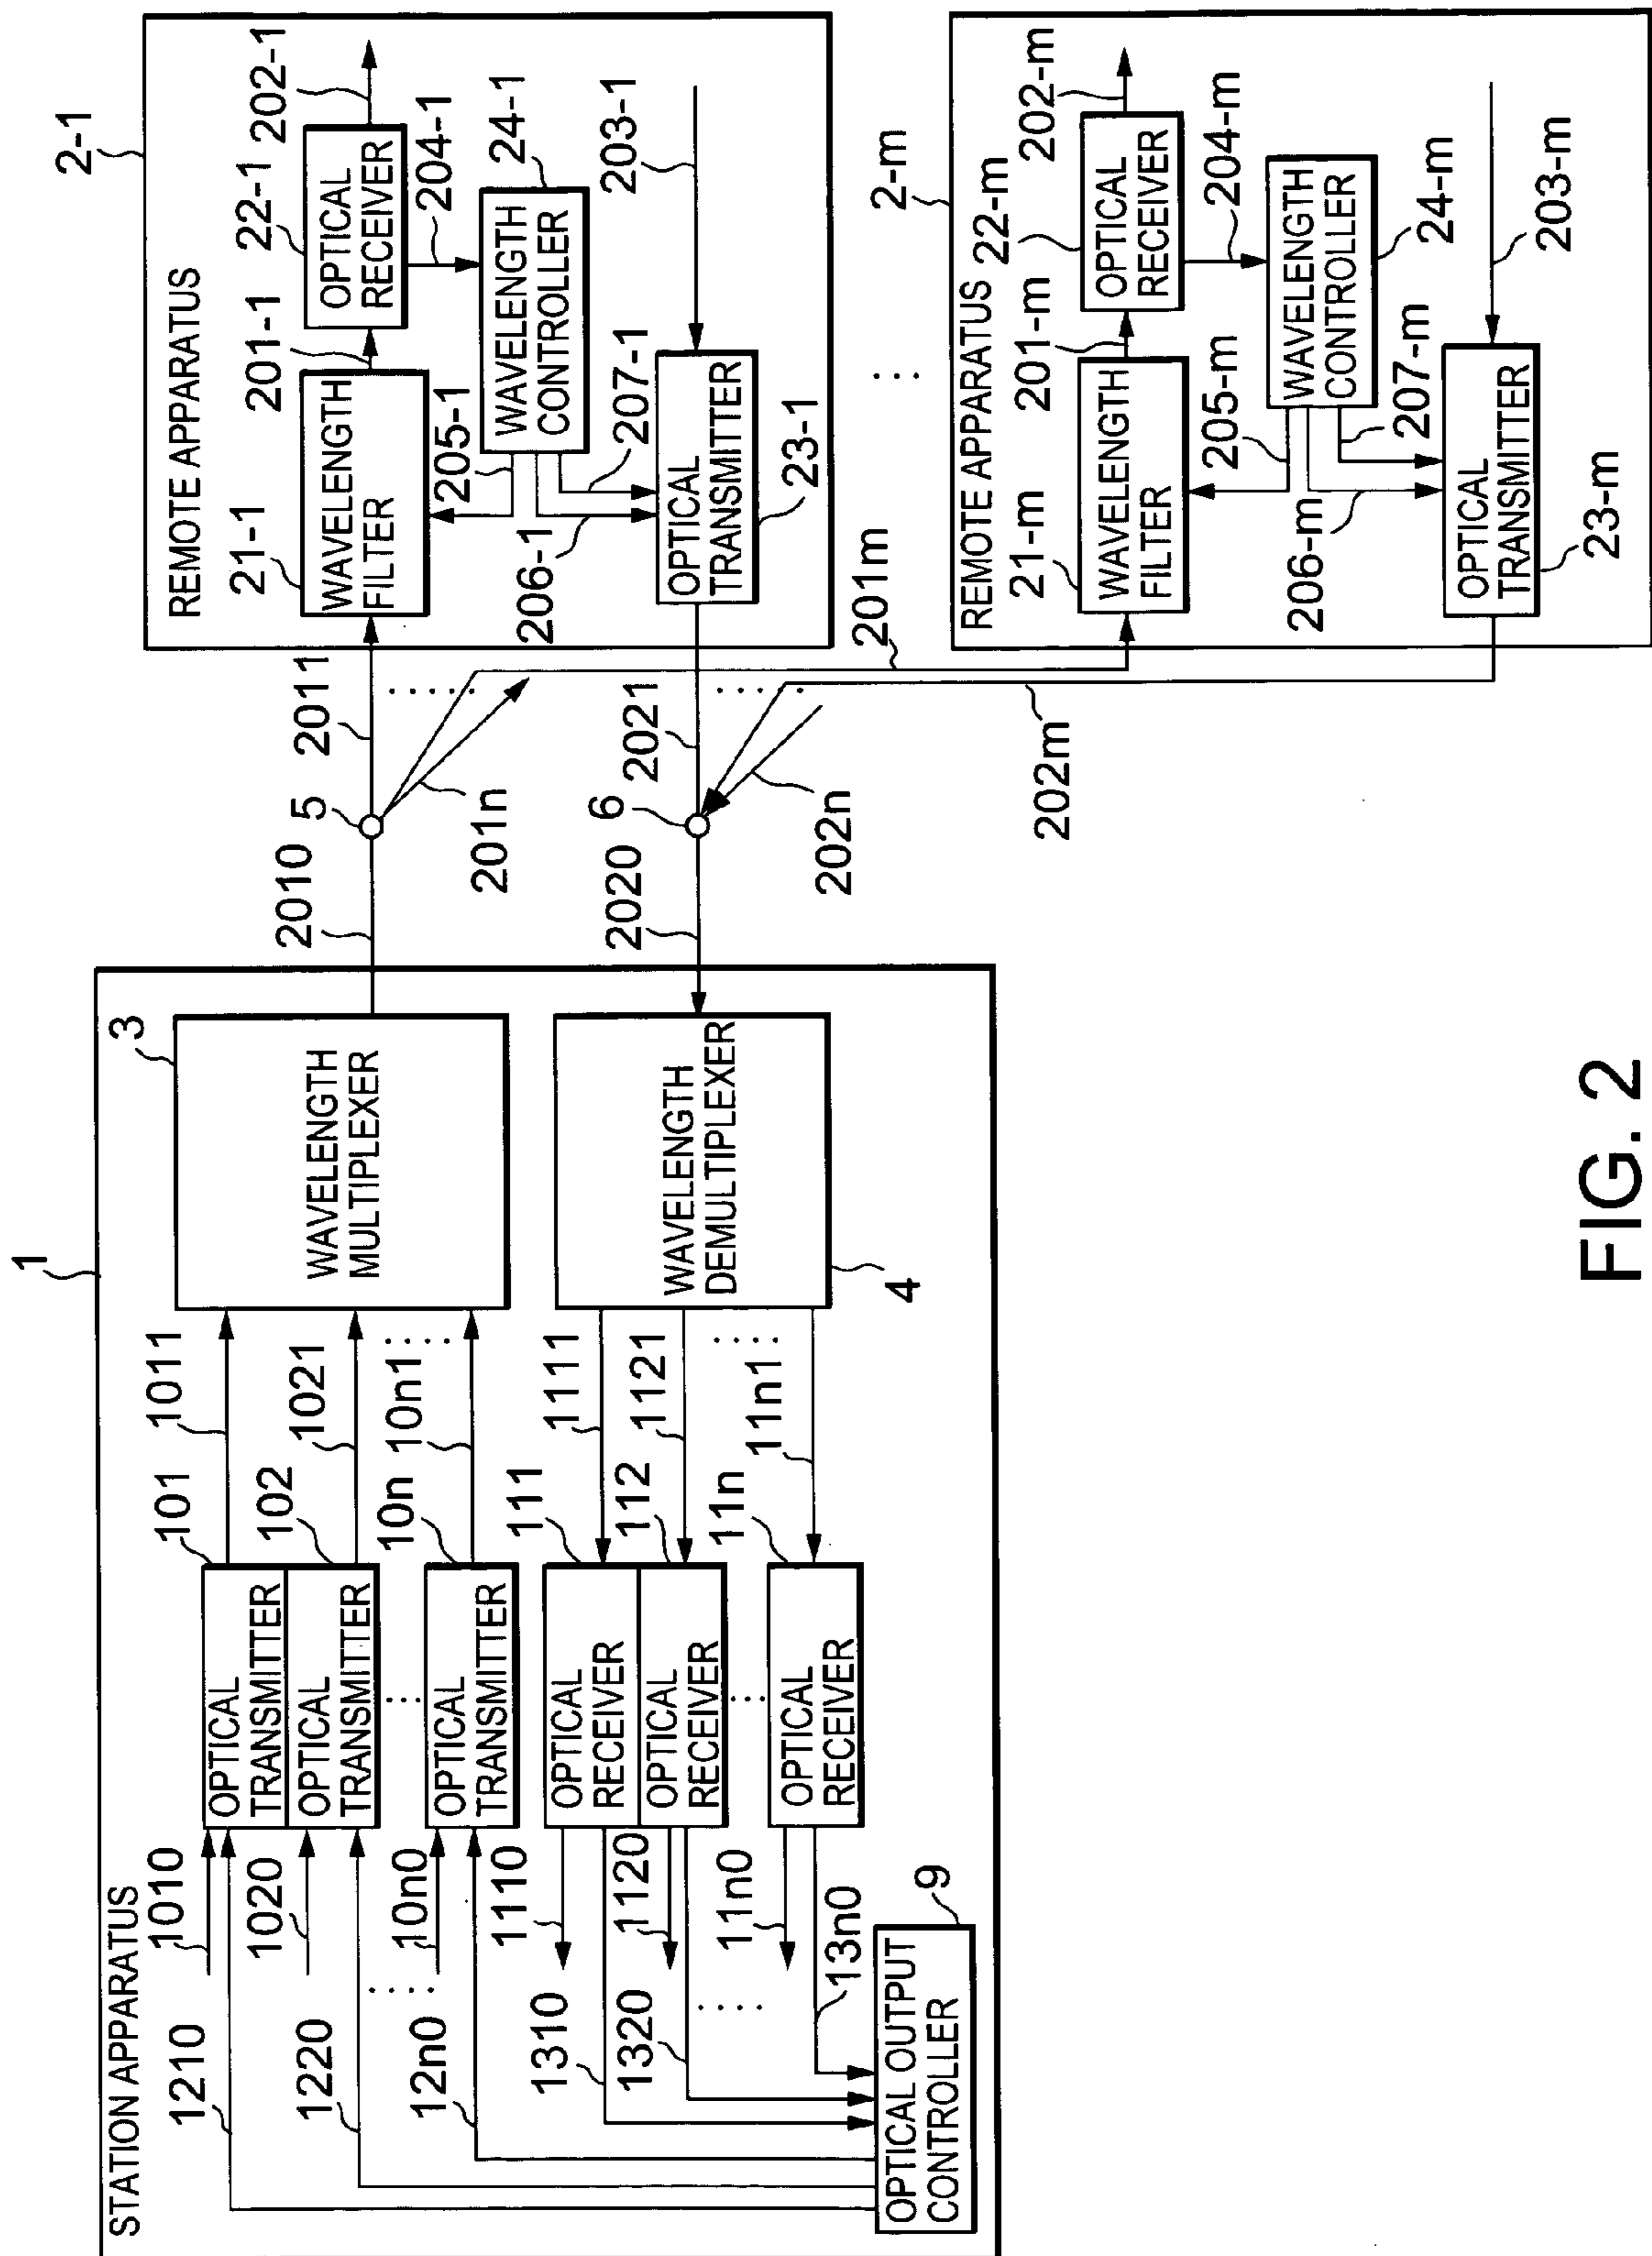 1
STATION APPARATUS
1210
1010
1220
1020
12n0
10n0
1110
1310
1120
1320
11n0
13n0
9
OPTICAL OUTPUT
CONTROLLER
101
OPTICAL
TRANSMITTER
102
OPTICAL
TRANSMITTER
10n
OPTICAL
TRANSMITTER
111
OPTICAL
RECEIVER
112
OPTICAL
RECEIVER
11n
OPTICAL
RECEIVER
1011
1021
10n1
1111
1121
11n1
3
WAVELENGTH
MULTIPLEXER
WAVELENGTH
DEMULTIPLEXER
4
2010
5
2011
201n
2020
6
2021
202n
201m
202m
2-1
REMOTE APPARATUS
21-1
WAVELENGTH
FILTER
201-1
22-1
OPTICAL
RECEIVER
202-1
204-1
24-1
WAVELENGTH
CONTROLLER
205-1
206-1
207-1
203-1
OPTICAL
TRANSMITTER
23-1
2-m
REMOTE APPARATUS
21-m
WAVELENGTH
FILTER
201-m
22-m
OPTICAL
RECEIVER
202-m
204-m
WAVELENGTH
CONTROLLER
24-m
205-m
206-m
207-m
203-m
OPTICAL
TRANSMITTER
23-m
FIG. 2